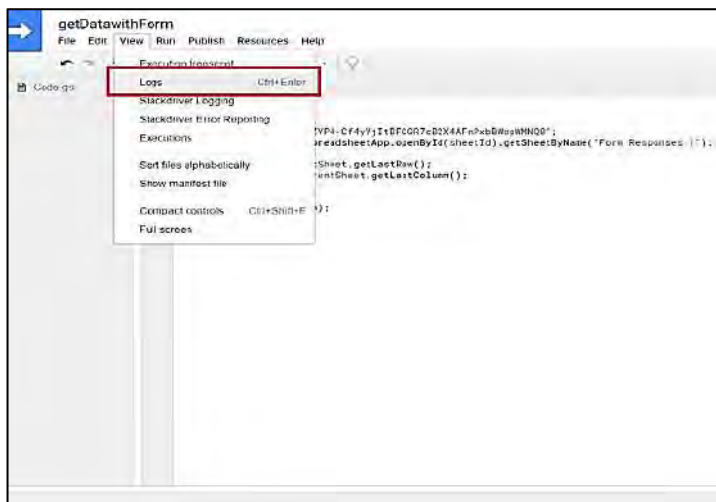 getDatawithForm
File Edit View Run Publish Resources Help
Execution transcript
Code.gs
Logs Ctrl+Enter
Stackdriver Logging
Stackdriver Error Reporting
Executions
readsheetApp.openById(sheetId).getSheetByName("Form Responses 1");
Sort files alphabetically
Sheet.getLastRow();
Show manifest file
entSheet.getLastColumn();
Compact controls Ctrl+Shift+E
);
Full screen